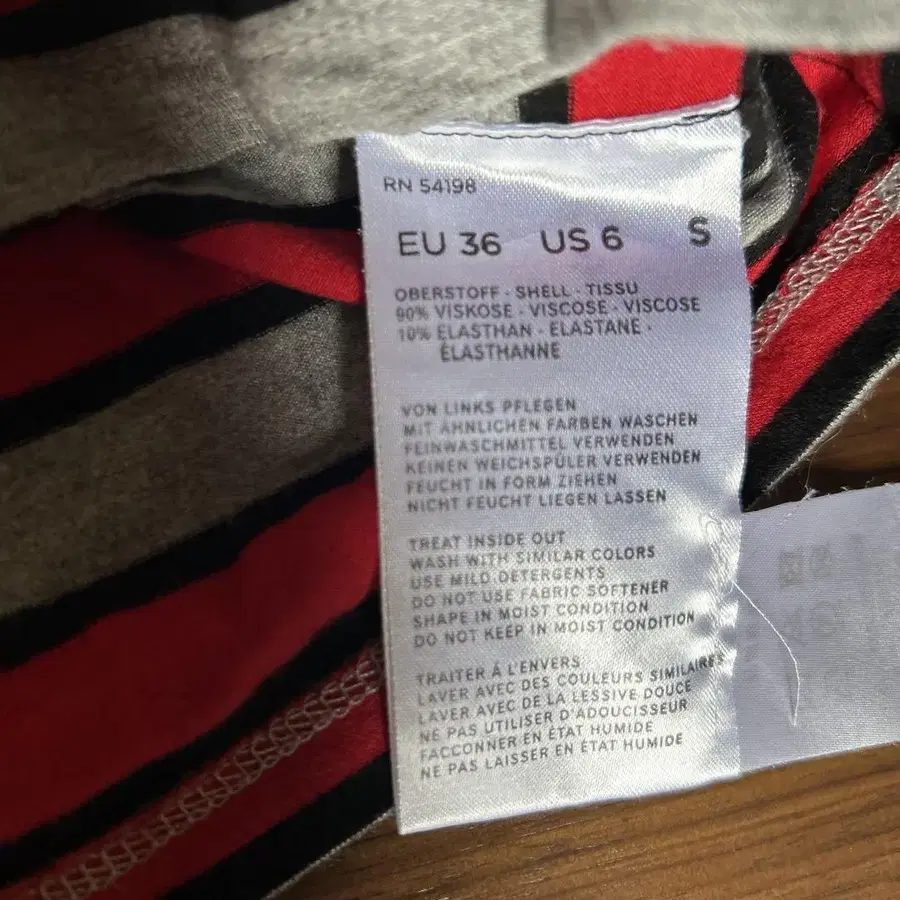 RN 54198
EU 36 US 6 S
OBERSTOFF - SHELL - TISSU
90% VISKOSE - VISCOSE - VISCOSE
10% ELASTHAN - ELASTANE -
ÉLASTHANNE
VON LINKS PFLEGEN
MIT ÄHNLICHEN FARBEN WASCHEN
FEINWASCHMITTEL VERWENDEN
KEINEN WEICHSPÜLER VERWENDEN
FEUCHT IN FORM ZIEHEN
NICHT FEUCHT LIEGEN LASSEN
TREAT INSIDE OUT
WASH WITH SIMILAR COLORS
USE MILD DETERGENTS
DO NOT USE FABRIC SOFTENER
SHAPE IN MOIST CONDITION
DO NOT KEEP IN MOIST CONDITION
TRAITER À L'ENVERS
LAVER AVEC DES COULEURS SIMILAIRES
LAVER AVEC DE LA LESSIVE DOUCE
NE PAS UTILISER D'ADOUCISSEUR
FACCONNER EN ÉTAT HUMIDE
NE PAS LAISSER EN ÉTAT HUMIDE